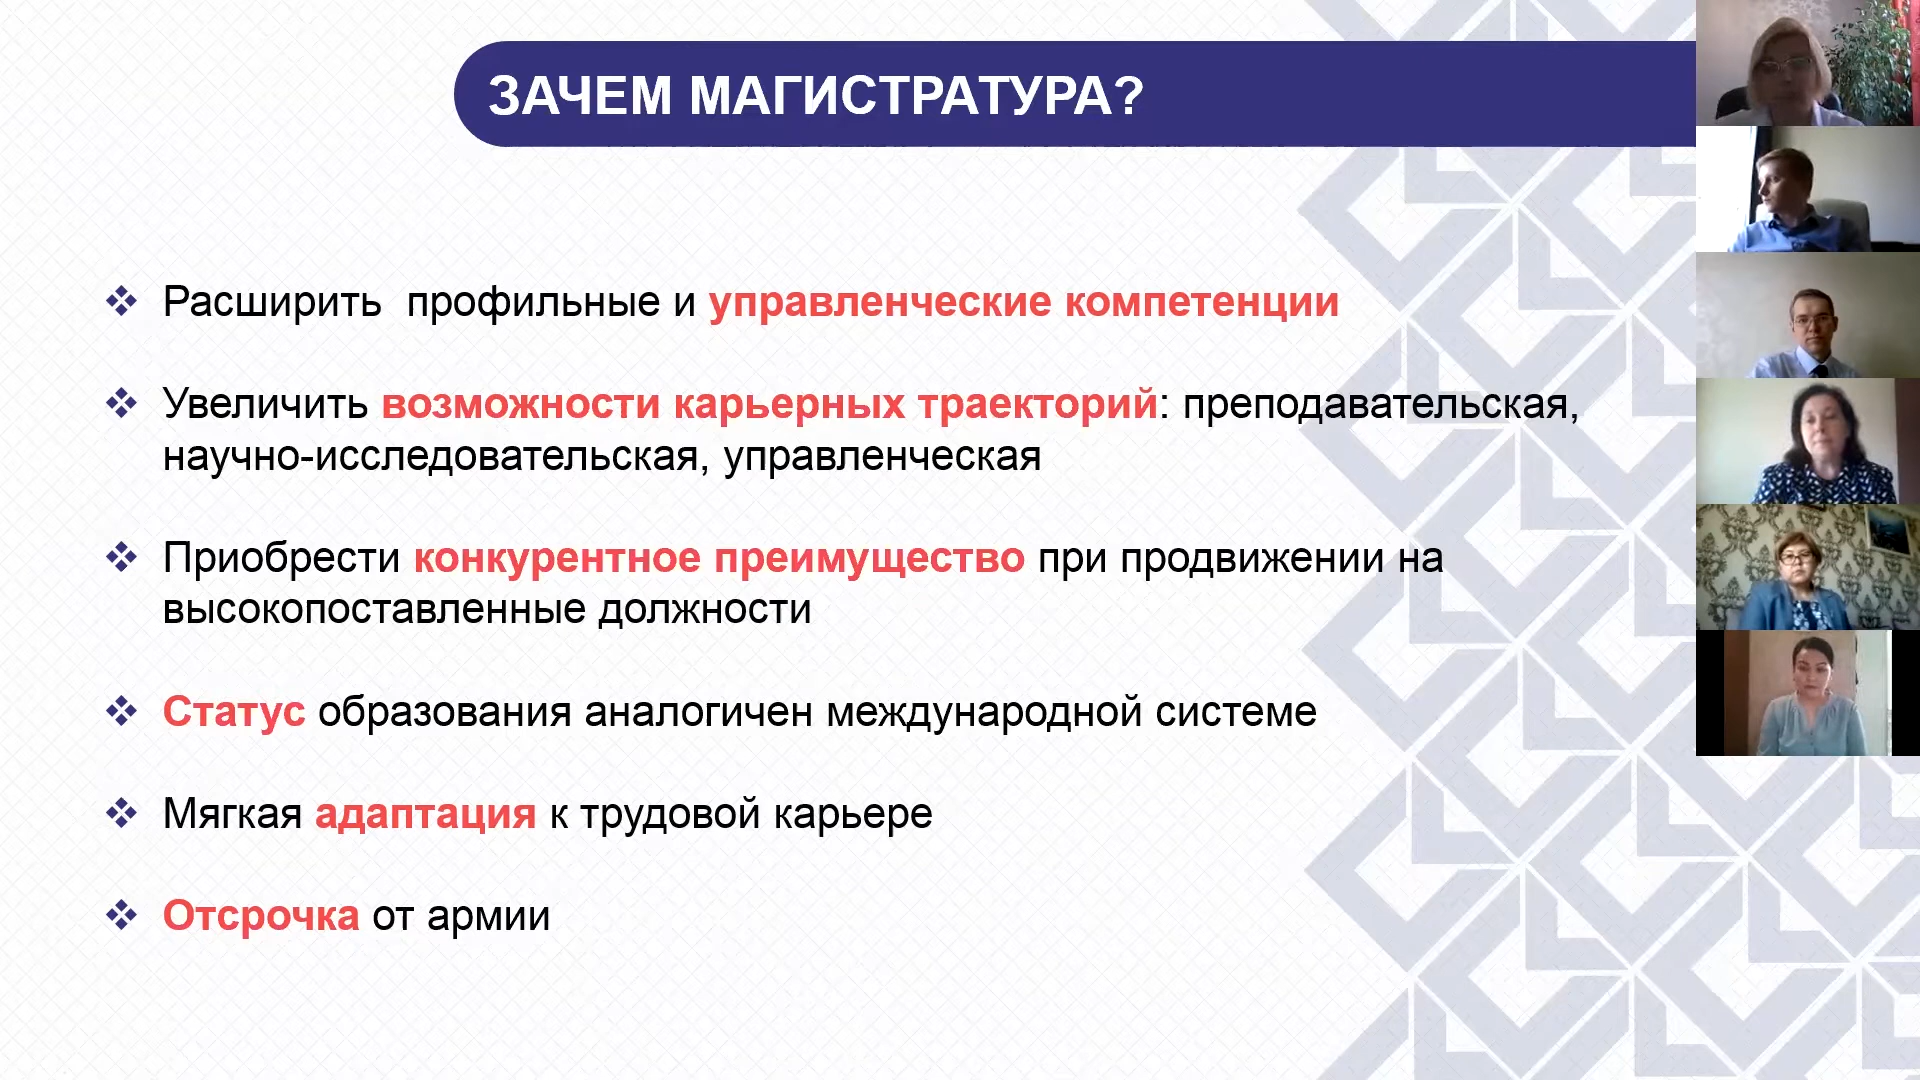 ЗАЧЕМ МАГИСТРАТУРА?
Расширить профильные и управленческие компетенции
Увеличить возможности карьерных траекторий: преподавательская,
научно-исследовательская, управленческая
Приобрести конкурентное преимущество при продвижении на
высокопоставленные должности
Статус образования аналогичен международной системе
Мягкая адаптация к трудовой карьере
Отсрочка от армии